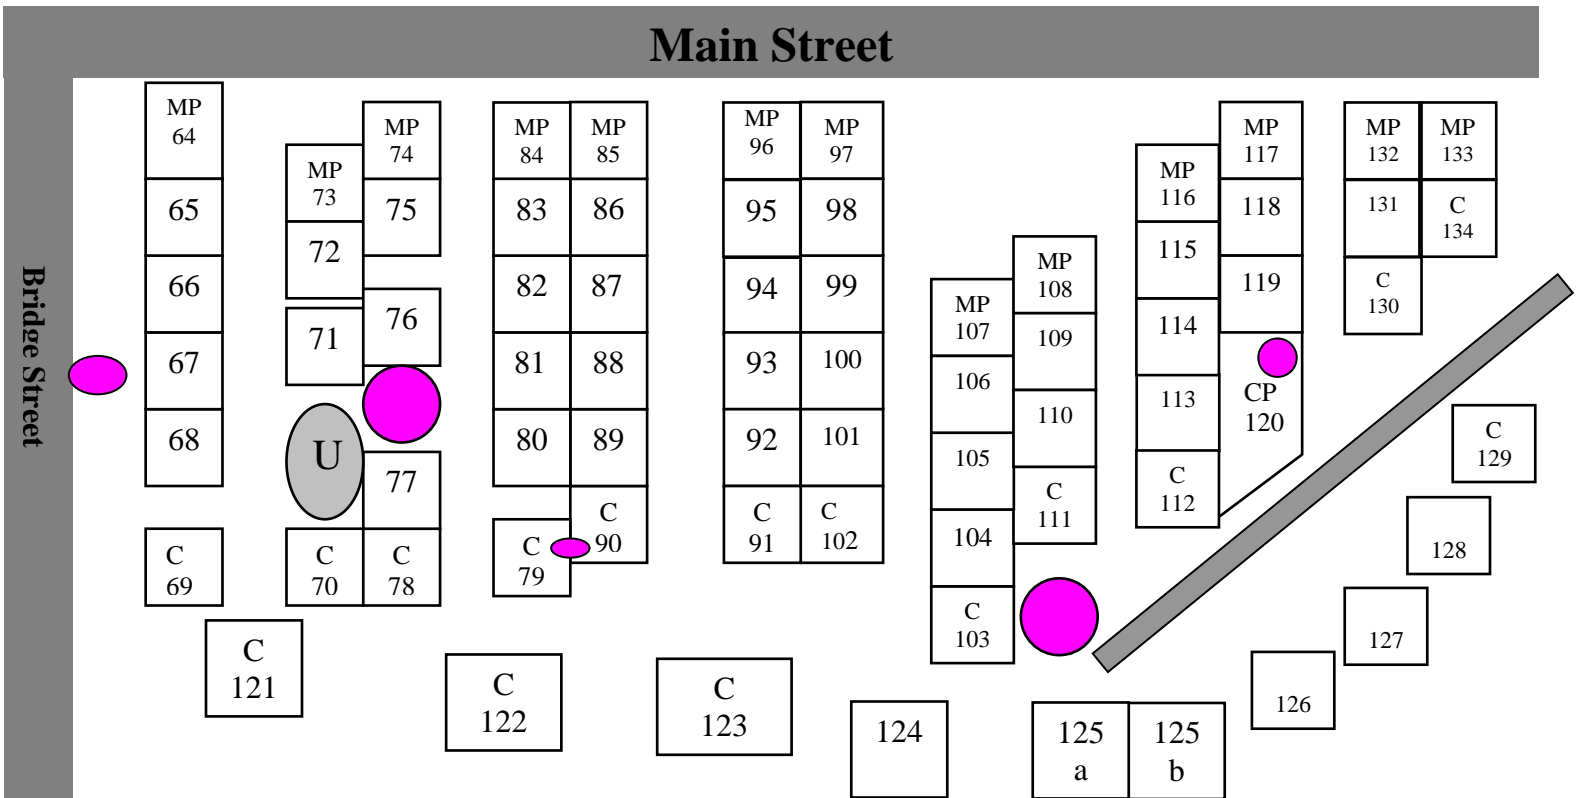 Main Street
Bridge Street
MP
64
65
66
67
68
C
69
MP
73
72
71
U
C
70
MP
74
75
76
77
C
78
MP
84
83
82
81
80
C
79
MP
85
86
87
88
89
C
90
MP
96
95
94
93
92
C
91
MP
97
98
99
100
101
C
102
MP
107
106
105
104
C
103
MP
108
109
110
C
111
MP
116
115
114
113
C
112
MP
117
118
119
CP
120
MP
132
131
C
130
MP
133
C
134
C
129
128
127
126
C
121
C
122
C
123
124
125
a
125
b